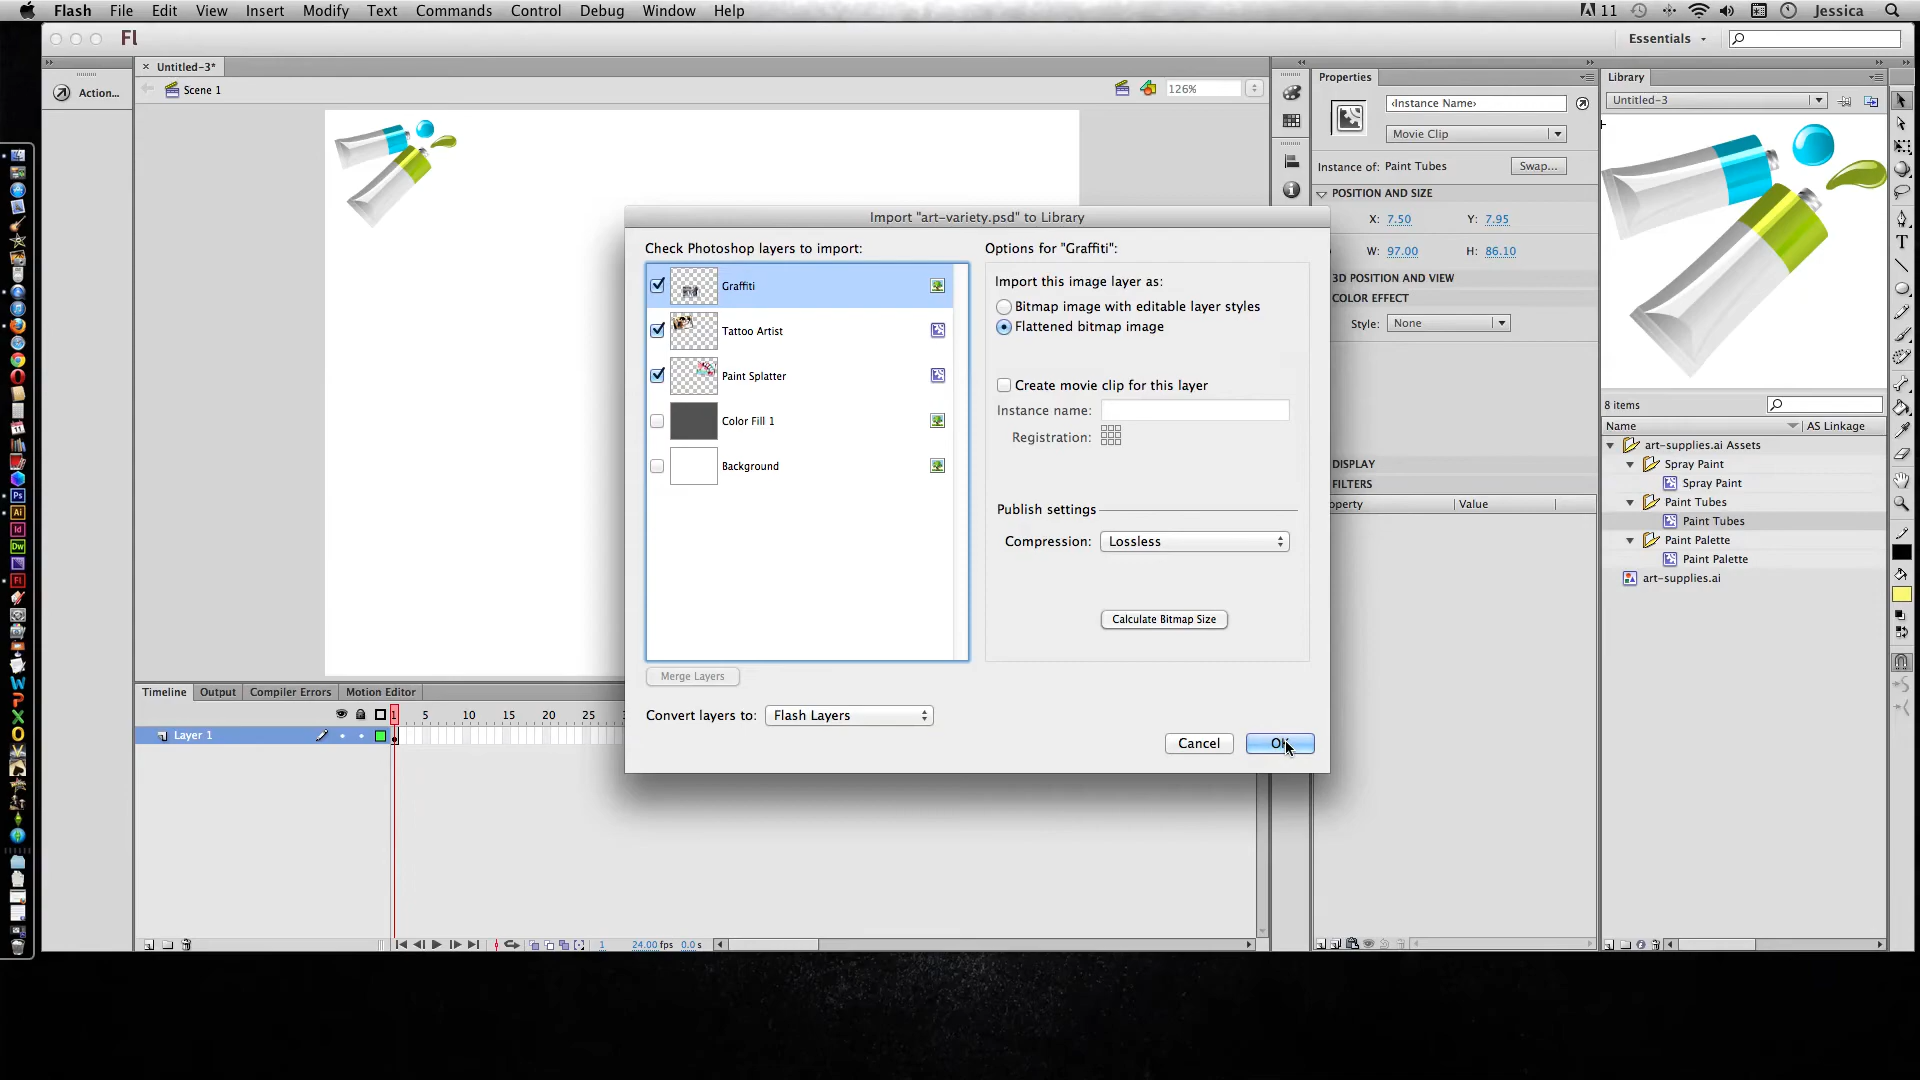 Flash File Edit View Insert Modify Text Commands Control Debug Window Help 11 Jessica
Fl Essentials
Untitled-3*
Action...
Scene 1 126%
Properties
‹Instance Name›
Movie Clip
Instance of: Paint Tubes Swap...
POSITION AND SIZE
X: 7.50 Y: 7.95
W: 97.00 H: 86.10
3D POSITION AND VIEW
COLOR EFFECT
Style: None
DISPLAY
FILTERS
operty Value
Library
Untitled-3
8 items
Name AS Linkage
art-supplies.ai Assets
Spray Paint
Spray Paint
Paint Tubes
Paint Tubes
Paint Palette
Paint Palette
art-supplies.ai
Import "art-variety.psd" to Library
Check Photoshop layers to import:
Graffiti
Tattoo Artist
Paint Splatter
Color Fill 1
Background
Merge Layers
Convert layers to: Flash Layers
Options for "Graffiti":
Import this image layer as:
Bitmap image with editable layer styles
Flattened bitmap image
Create movie clip for this layer
Instance name:
Registration:
Publish settings
Compression: Lossless
Calculate Bitmap Size
Cancel OK
Timeline Output Compiler Errors Motion Editor
1 5 10 15 20 25
Layer 1
1 24.00 fps 0.0 s